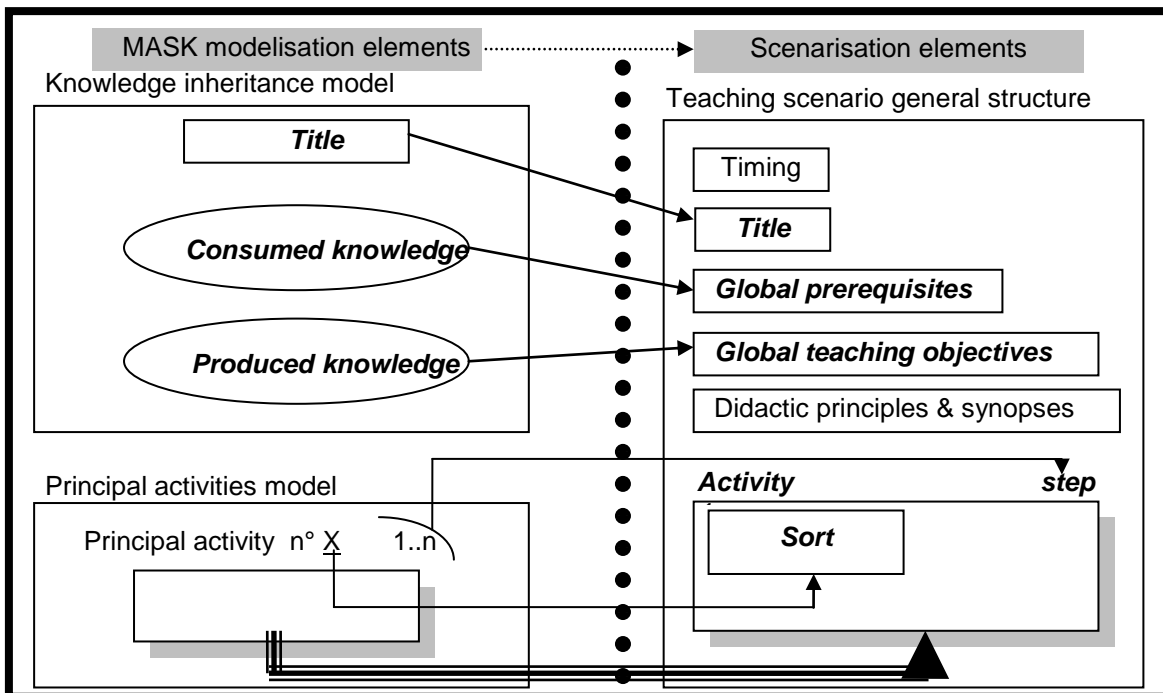 MASK modelisation elements
Scenarisation elements
Knowledge inheritance model
Teaching scenario general structure
Title
Consumed knowledge
Produced knowledge
Timing
Title
Global prerequisites
Global teaching objectives
Didactic principles & synopses
Principal activities model
Principal activity n° X 1..n
Activity step
Sort